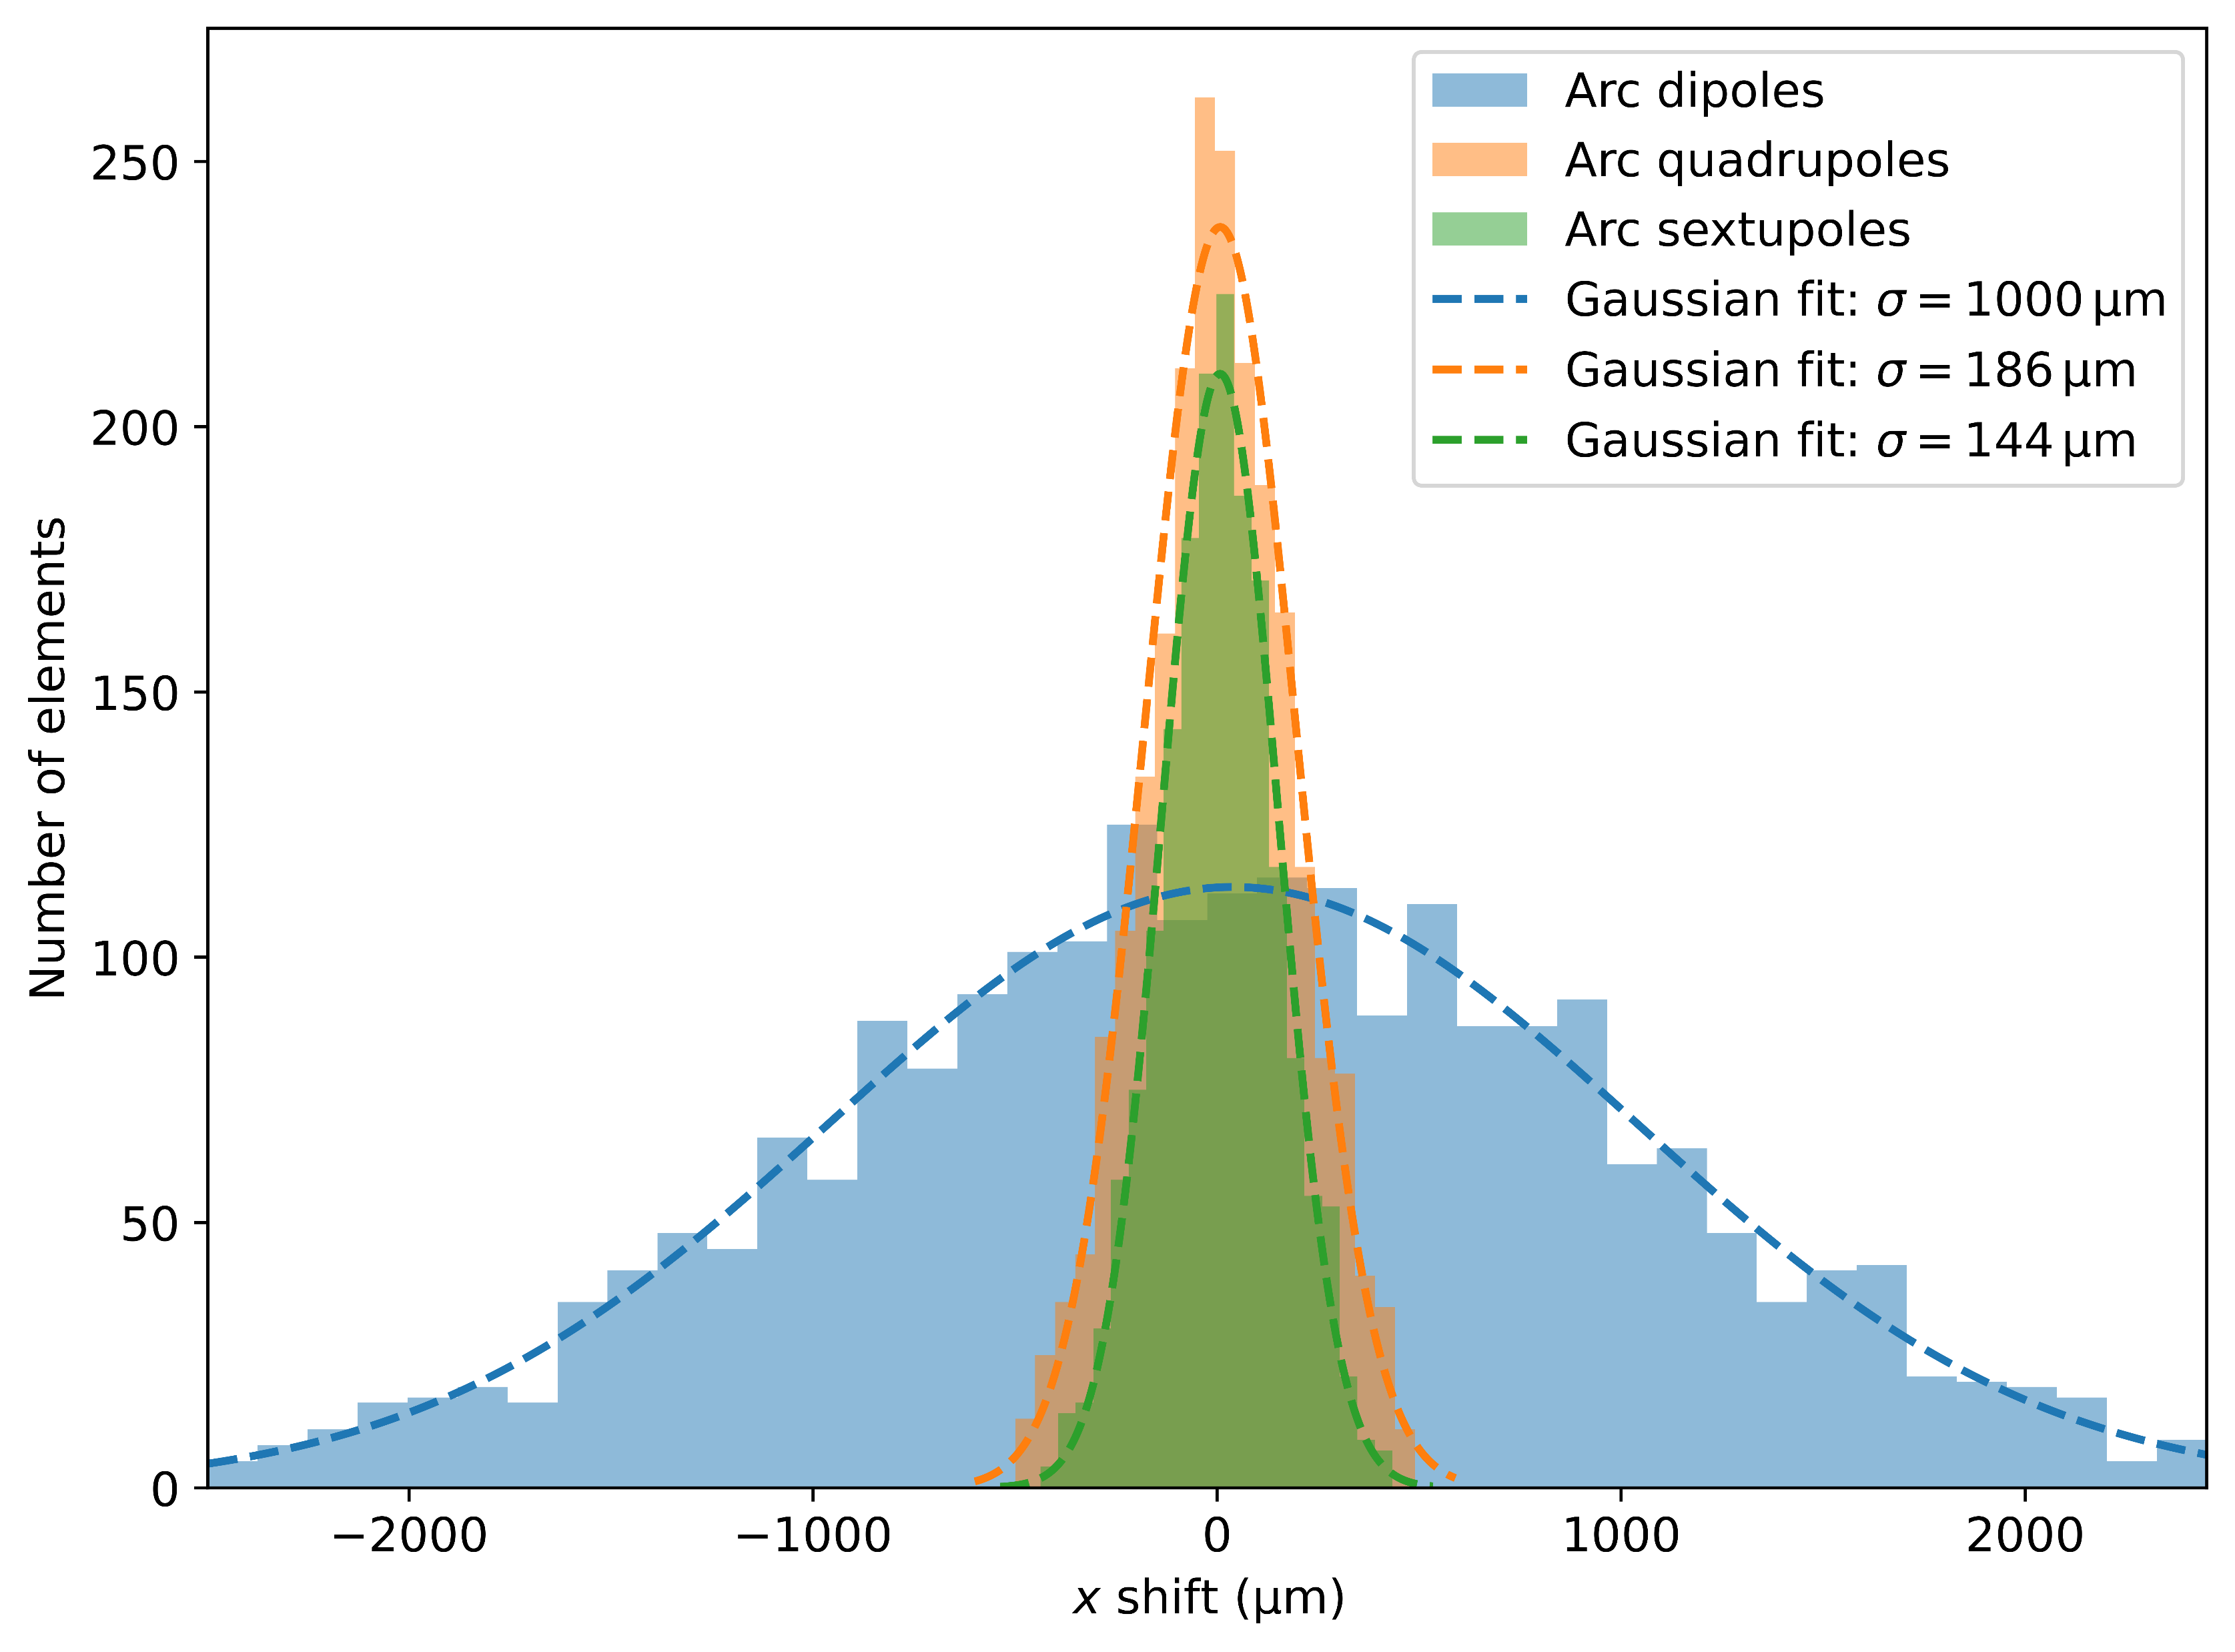 Arc dipoles
Arc quadrupoles
Arc sextupoles
Gaussian fit: σ = 1000 µm
Gaussian fit: σ = 186 µm
Gaussian fit: σ = 144 µm
Number of elements
250
200
150
100
50
0
−2000
−1000
0
1000
2000
x shift (µm)